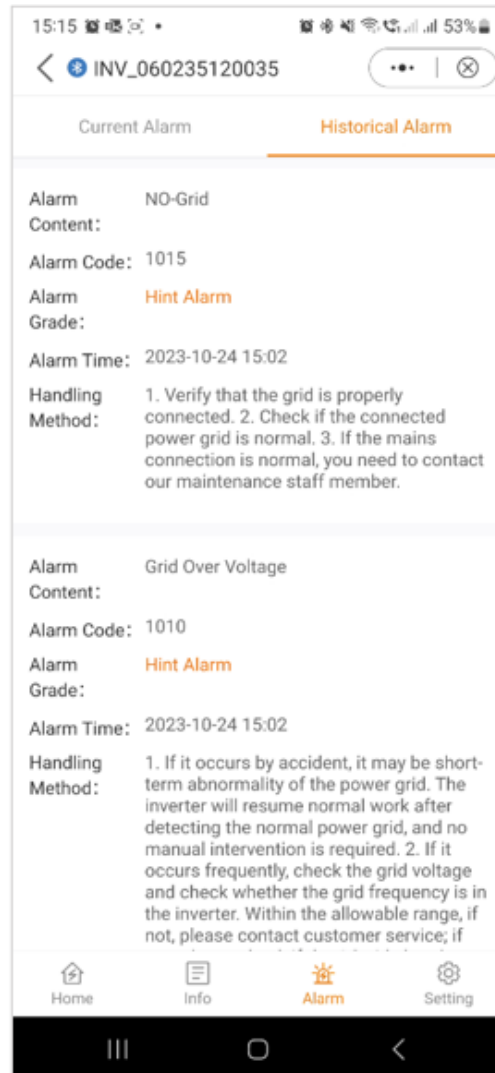 15:15
53%
INV_060235120035
Current Alarm
Historical Alarm
Alarm Content： NO-Grid
Alarm Code： 1015
Alarm Grade： Hint Alarm
Alarm Time： 2023-10-24 15:02
Handling Method： 1. Verify that the grid is properly
connected. 2. Check if the connected
power grid is normal. 3. If the mains
connection is normal, you need to contact
our maintenance staff member.
Alarm Content： Grid Over Voltage
Alarm Code： 1010
Alarm Grade： Hint Alarm
Alarm Time： 2023-10-24 15:02
Handling Method： 1. If it occurs by accident, it may be short-
term abnormality of the power grid. The
inverter will resume normal work after
detecting the normal power grid, and no
manual intervention is required. 2. If it
occurs frequently, check the grid voltage
and check whether the grid frequency is in
the inverter. Within the allowable range, if
not, please contact customer service; if
Home
Info
Alarm
Setting